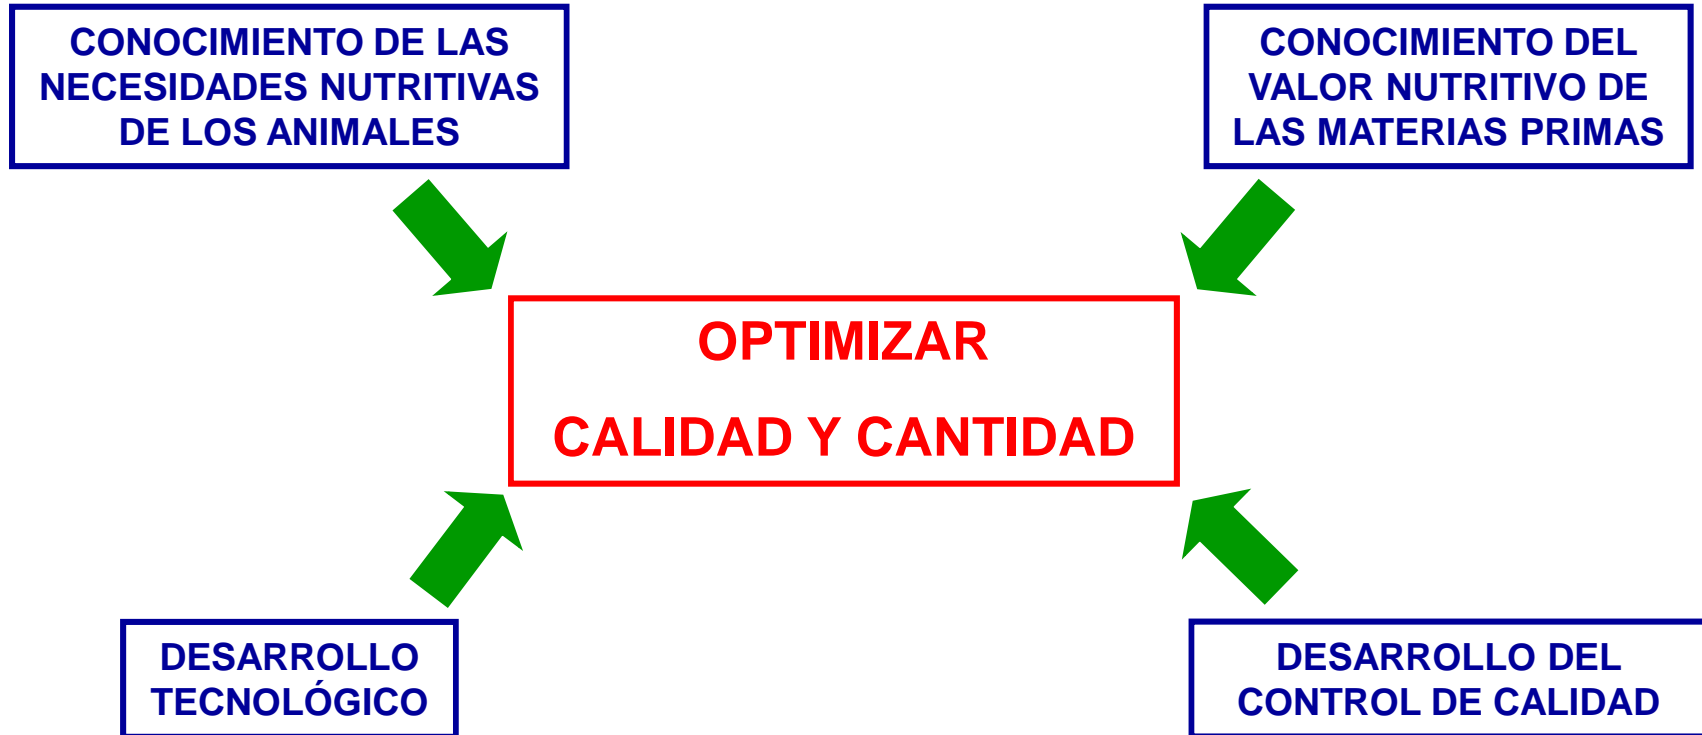 CONOCIMIENTO DE LAS
NECESIDADES NUTRITIVAS
DE LOS ANIMALES
CONOCIMIENTO DEL
VALOR NUTRITIVO DE
LAS MATERIAS PRIMAS
OPTIMIZAR
CALIDAD Y CANTIDAD
DESARROLLO
TECNOLÓGICO
DESARROLLO DEL
CONTROL DE CALIDAD